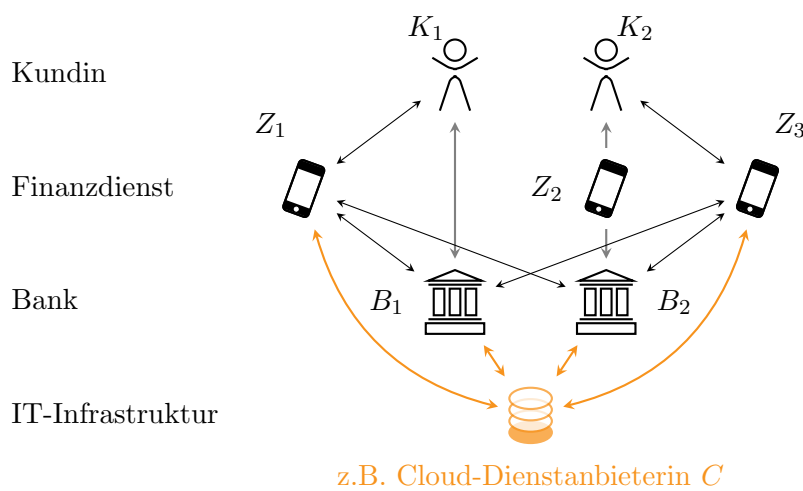 K₁ K₂
Kundin
Z₁ Z₃
Finanzdienst Z₂
Bank B₁ B₂
IT-Infrastruktur
z.B. Cloud-Dienstanbieterin C